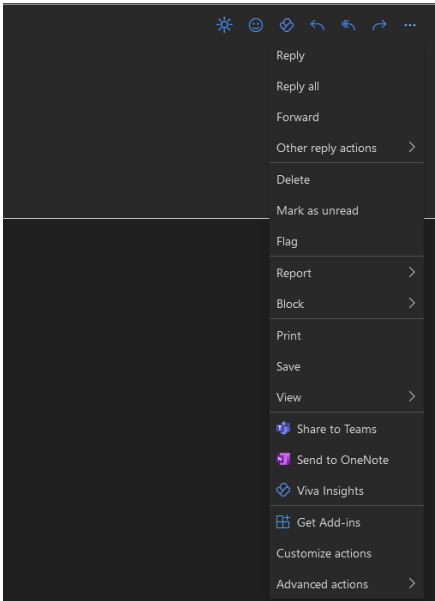 Reply
Reply all
Forward
Other reply actions
Delete
Mark as unread
Flag
Report
Block
Print
Save
View
Share to Teams
Send to OneNote
Viva Insights
Get Add-ins
Customize actions
Advanced actions